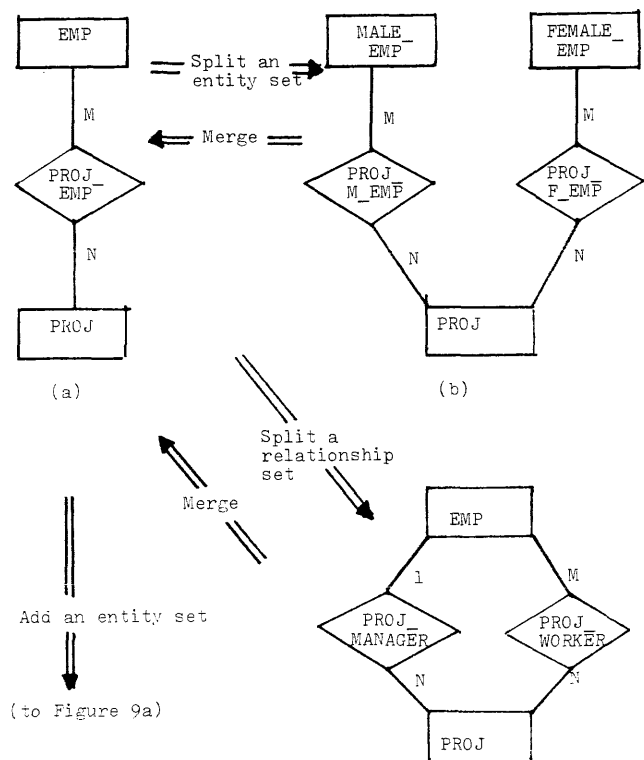 EMP
Split an
entity set
MALE_
EMP
FEMALE_
EMP
M
M
M
Merge
PROJ_
EMP
PROJ_
M_EMP
PROJ_
F_EMP
N
N
N
PROJ
PROJ
(a)
(b)
Split a
relationship
set
Merge
EMP
1
M
Add an entity set
PROJ_
MANAGER
PROJ_
WORKER
N
N
(to Figure 9a)
PROJ